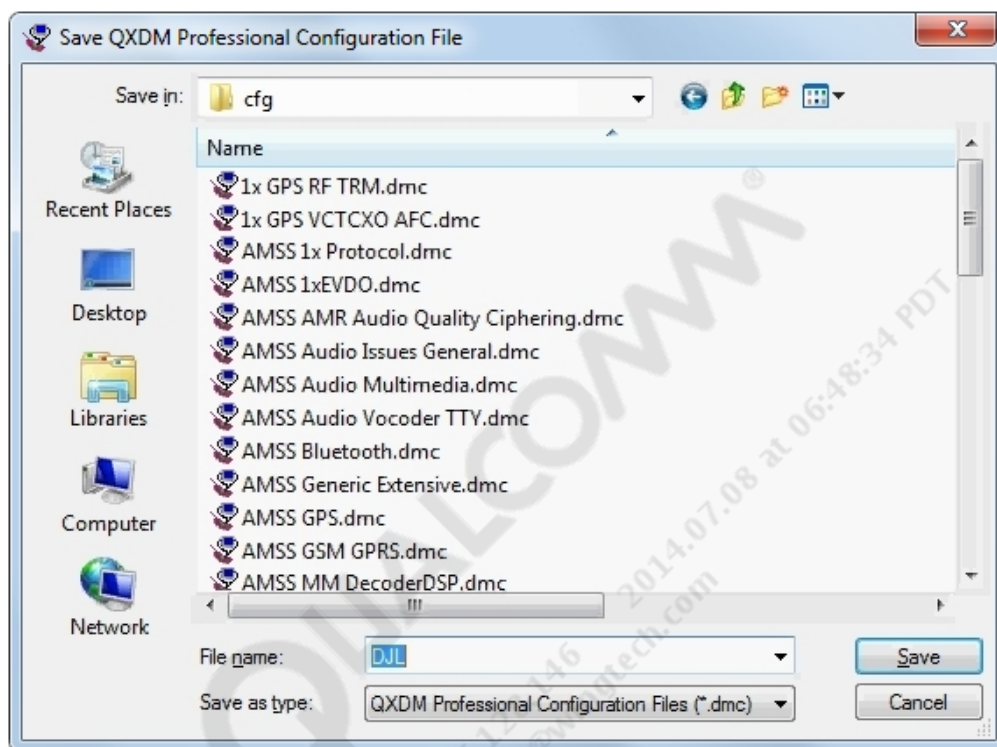 Save QXDM Professional Configuration File
Save in:
cfg
Name
Recent Places
Desktop
Libraries
Computer
Network
1x GPS RF TRM.dmc
1x GPS VCTCXO AFC.dmc
AMSS 1x Protocol.dmc
AMSS 1xEVDO.dmc
AMSS AMR Audio Quality Ciphering.dmc
AMSS Audio Issues General.dmc
AMSS Audio Multimedia.dmc
AMSS Audio Vocoder TTY.dmc
AMSS Bluetooth.dmc
AMSS Generic Extensive.dmc
AMSS GPS.dmc
AMSS GSM GPRS.dmc
AMSS MM DecoderDSP.dmc
File name:
DJL
Save
Save as type:
QXDM Professional Configuration Files (*.dmc)
Cancel
QUALCOMM®
2014.07.08 at 06:48:34 PDT